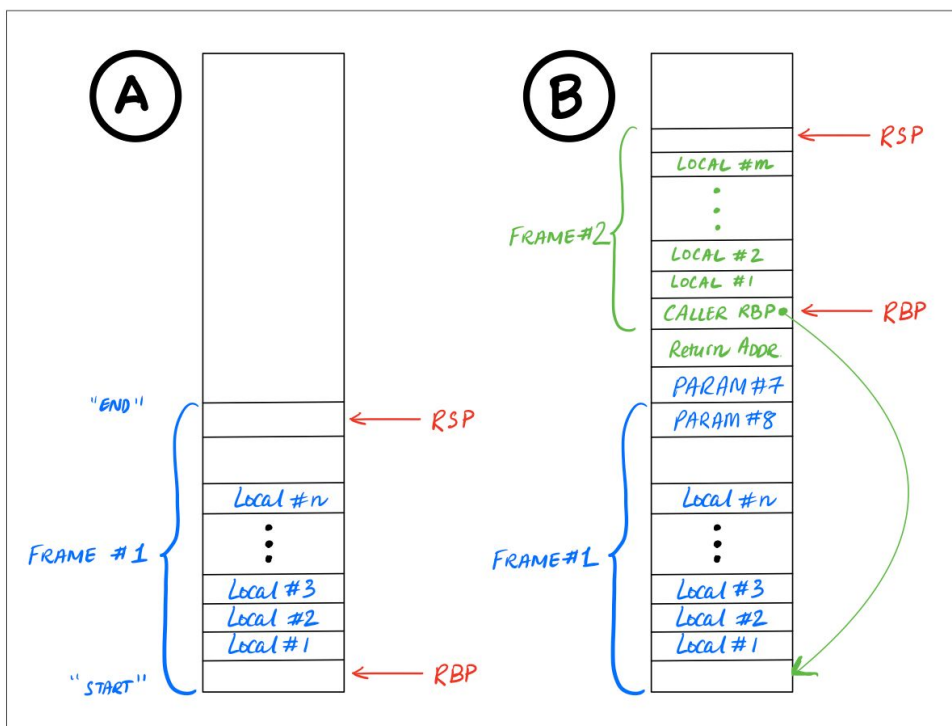 A
"END"
RSP
Local #n
FRAME #1
Local #3
Local #2
Local #1
"START"
RBP
B
RSP
LOCAL #m
FRAME #2
LOCAL #2
LOCAL #1
CALLER RBP
RBP
Return ADDR
PARAM #7
PARAM #8
Local #n
FRAME #1
Local #3
Local #2
Local #1